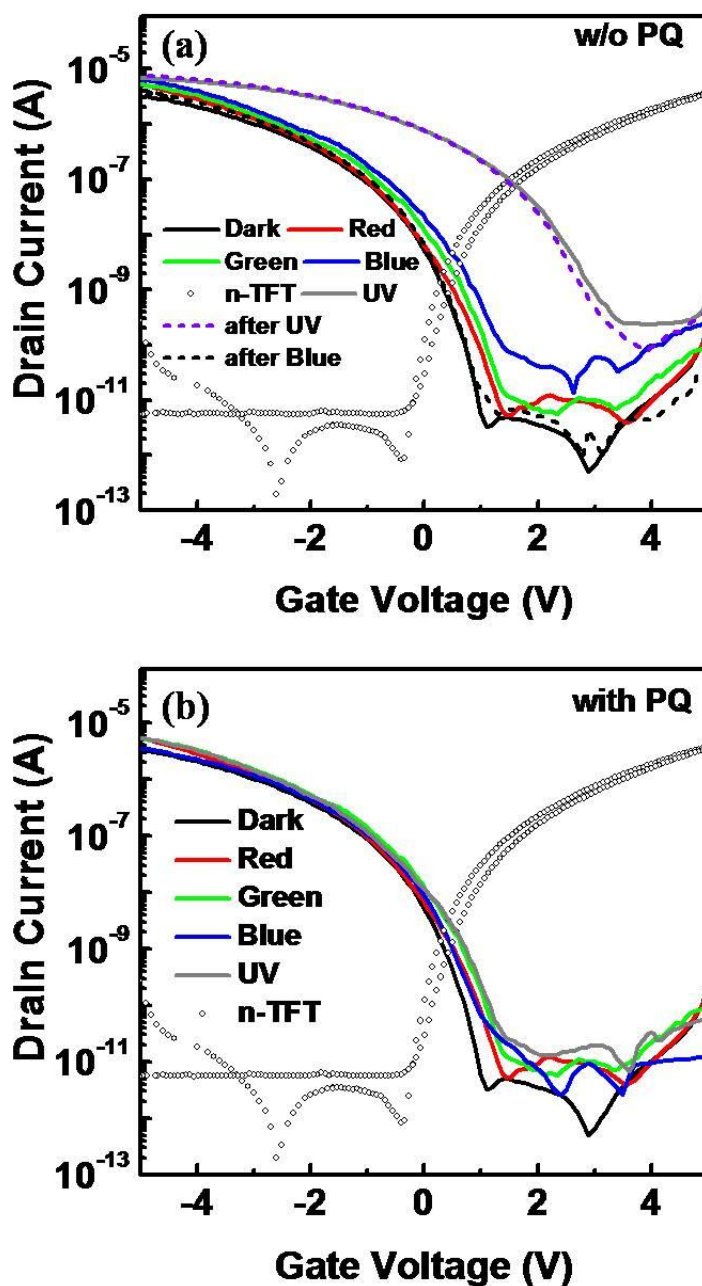 (a) w/o PQ
10^-5
10^-7
10^-9
10^-11
10^-13
Drain Current (A)
Dark Red
Green Blue
n-TFT UV
after UV
after Blue
-4 -2 0 2 4
Gate Voltage (V)
(b) with PQ
10^-5
10^-7
10^-9
10^-11
10^-13
Drain Current (A)
Dark
Red
Green
Blue
UV
n-TFT
-4 -2 0 2 4
Gate Voltage (V)